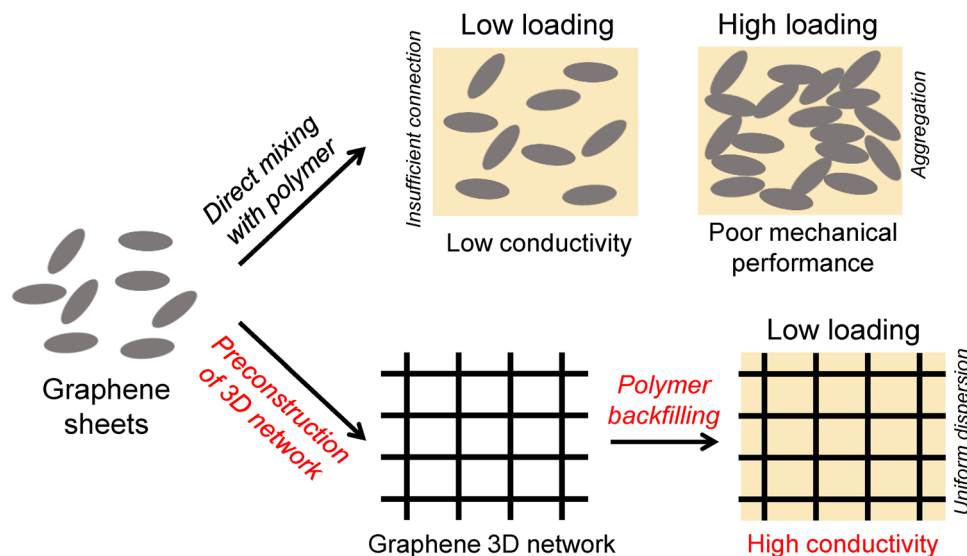 Graphene
sheets
Direct mixing
with polymer
Low loading
Insufficient connection
Low conductivity
High loading
Aggregation
Poor mechanical
performance
Preconstruction
of 3D network
Graphene 3D network
Polymer
backfilling
Low loading
Uniform dispersion
High conductivity